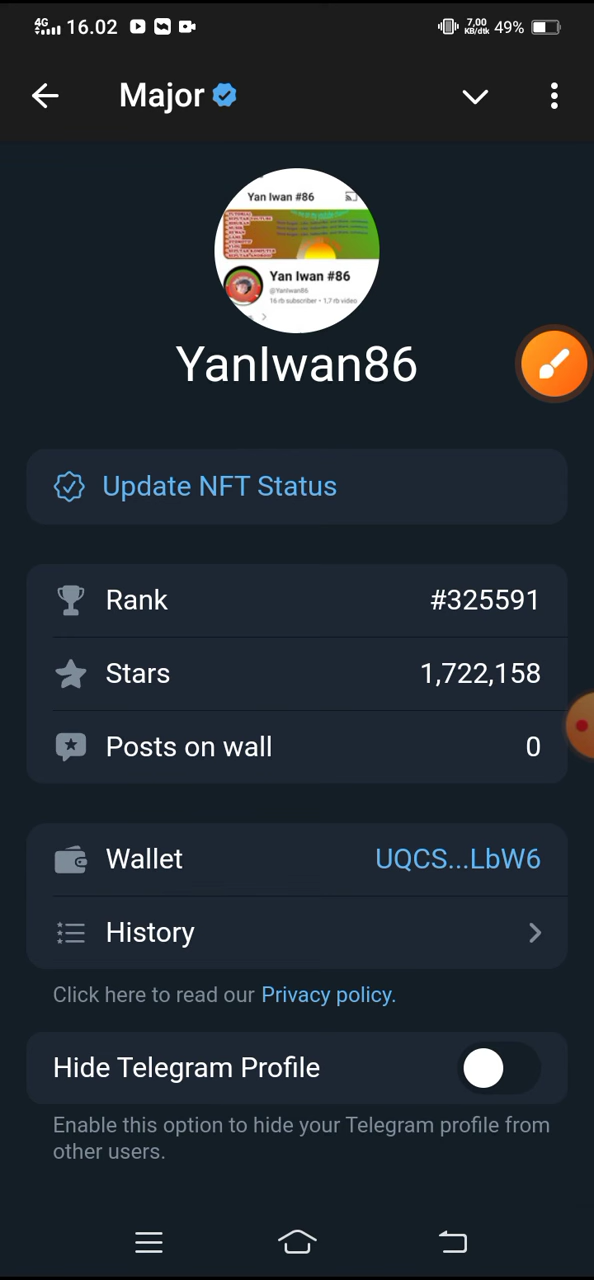 4G 16.02 7,00 KB/dtk 49%
Major
Yan Iwan #86
Yan Iwan #86
@YanIwan86
16 rb subscriber • 1,7 rb video
YanIwan86
Update NFT Status
Rank #325591
Stars 1,722,158
Posts on wall 0
Wallet UQCS...LbW6
History
Click here to read our Privacy policy.
Hide Telegram Profile
Enable this option to hide your Telegram profile from
other users.